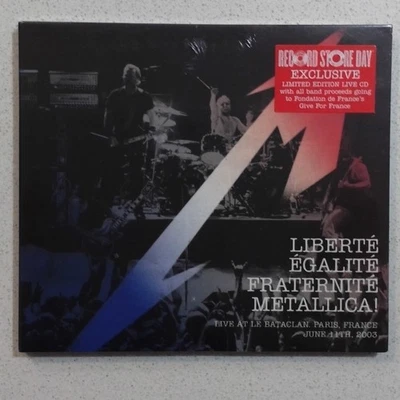 RECORD STORE DAY
EXCLUSIVE
LIMITED EDITION LIVE CD
with all band proceeds going
to Fondation de France's
Give For France
LIBERTÉ
ÉGALITÉ
FRATERNITÉ
METALLICA!
LIVE AT LE BATACLAN. PARIS, FRANCE
JUNE 11TH, 2003